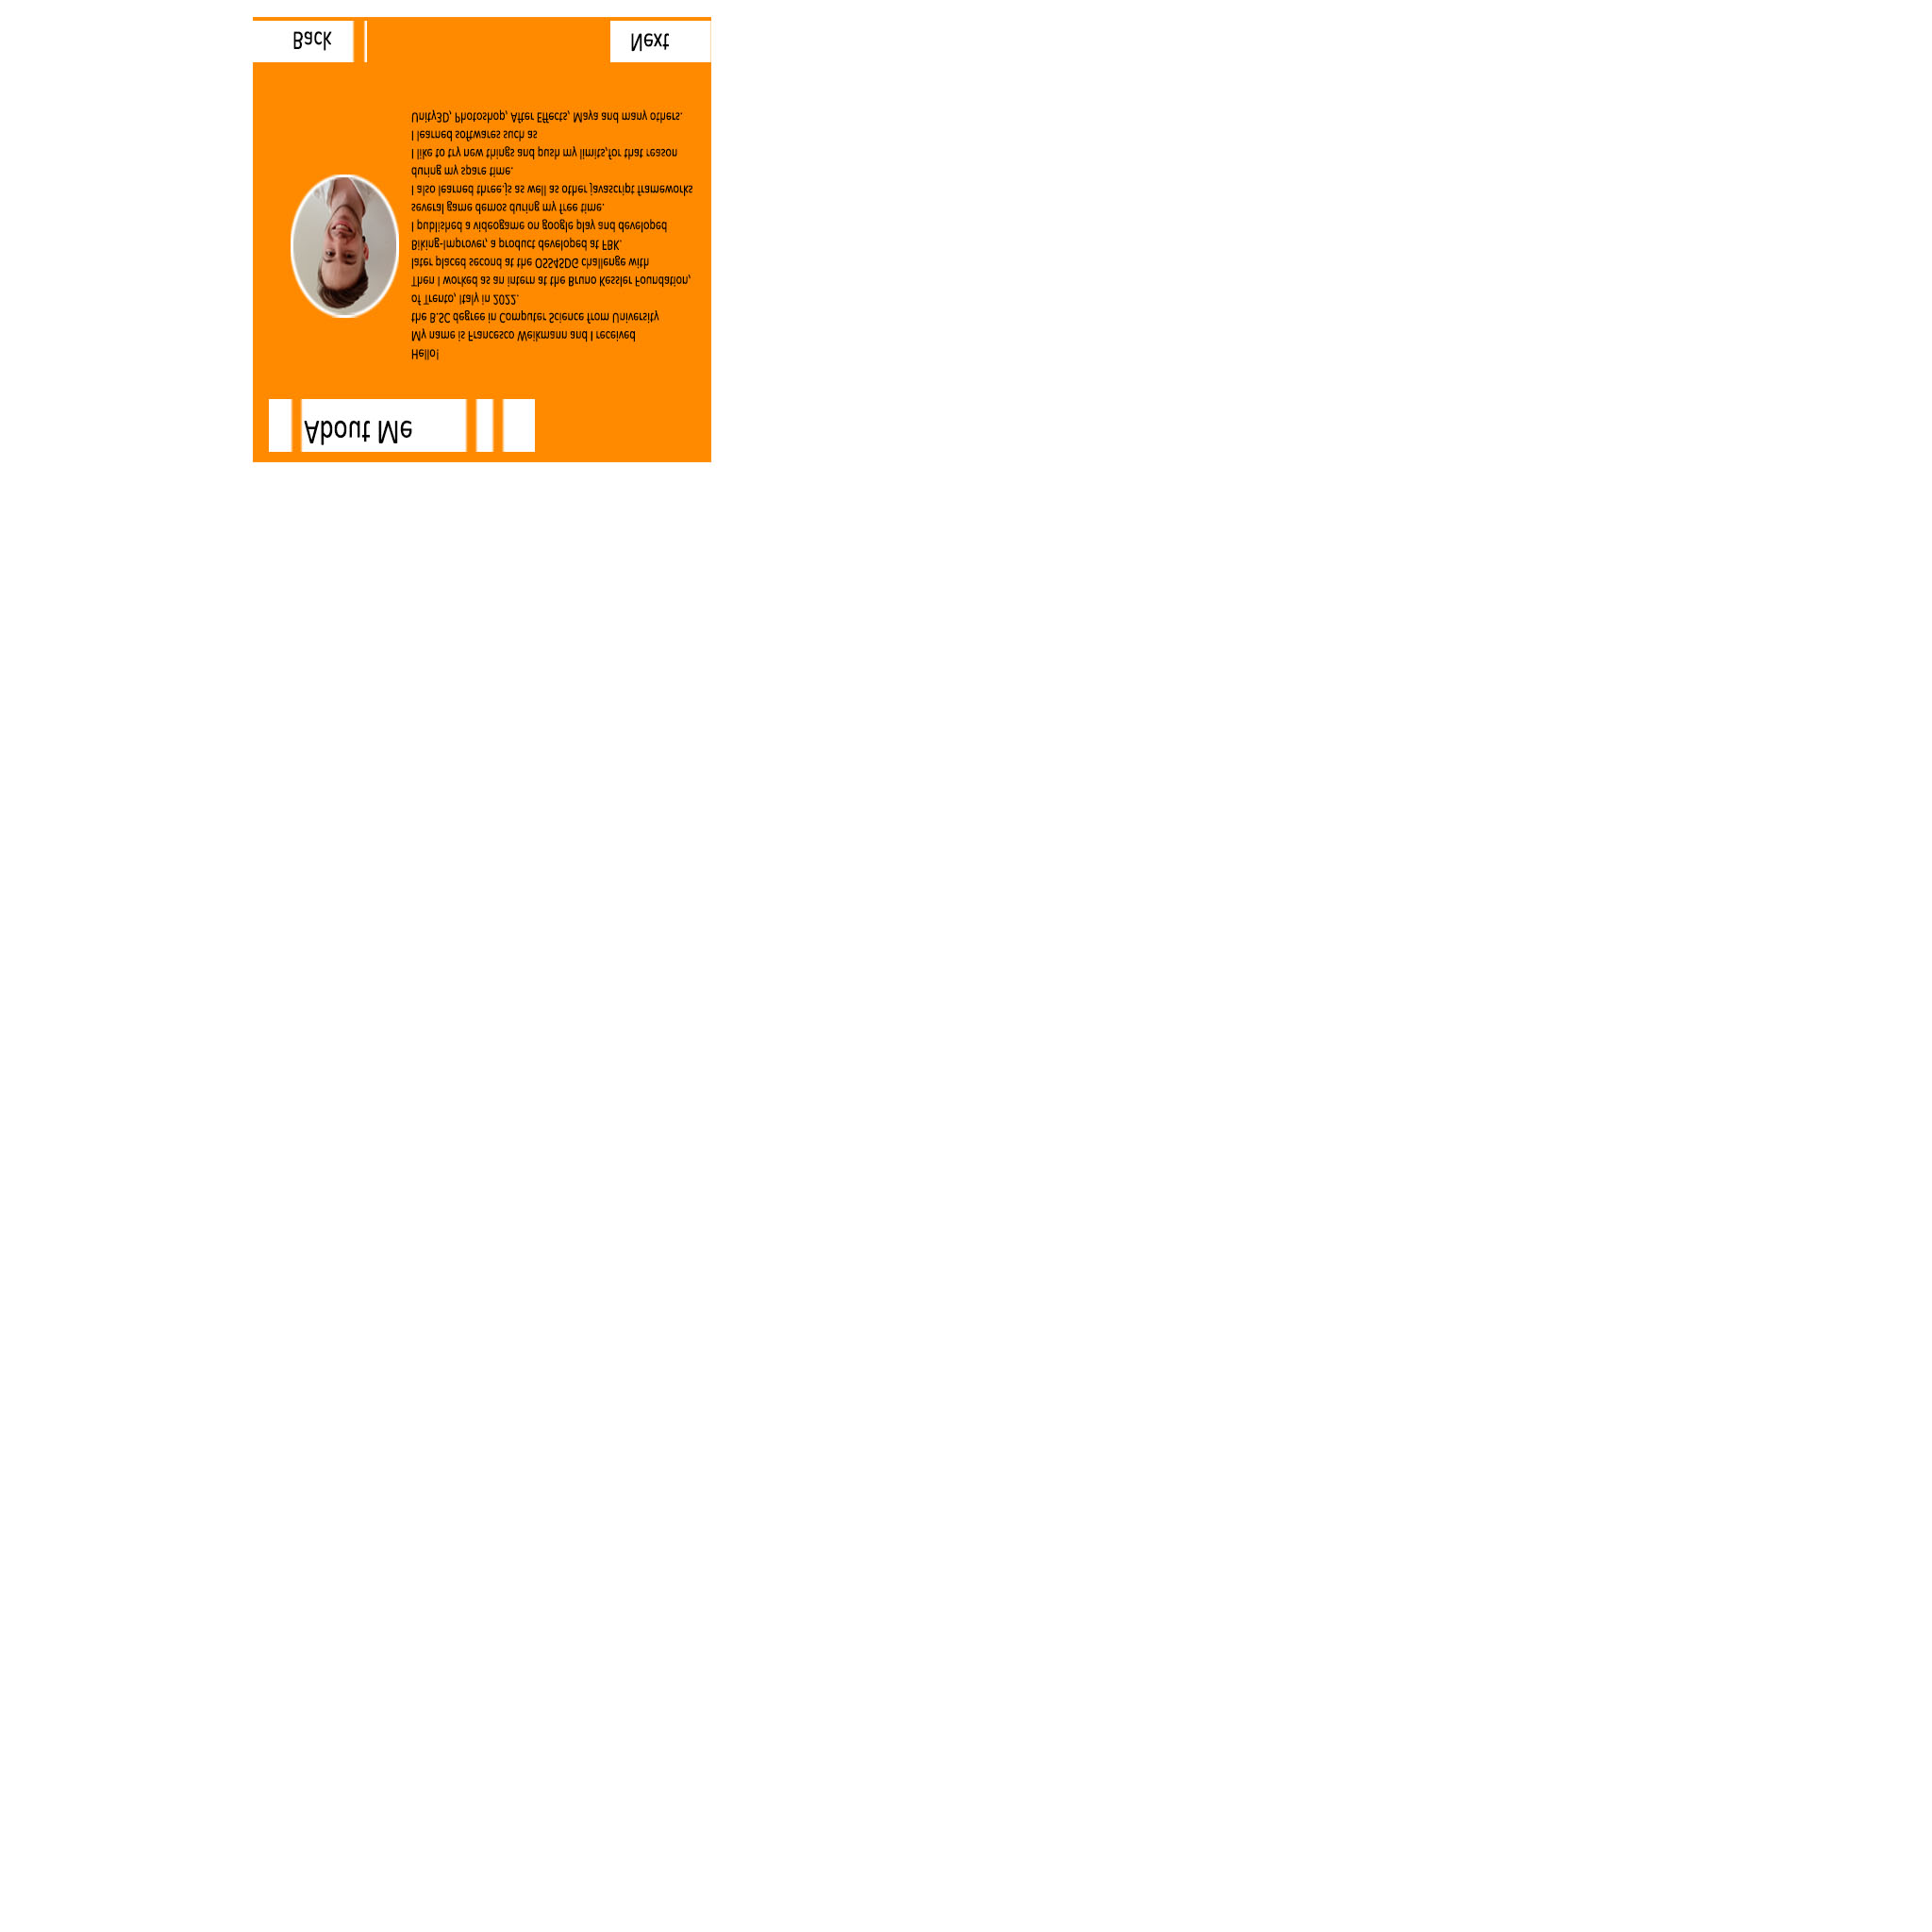 About Me
Hello!
My name is Francesco Weikmann and I received
the B.SC degree in Computer Science from University
of Trento, Italy in 2022.
Then I worked as an intern at the Bruno Kessler Foundation,
later placed second at the OSS4SDG challenge with
Biking-Improver, a product developed at FBK.
I published a videogame on google play and developed
several game demos during my free time.
I also learned three.js as well as other javascript frameworks
during my spare time.
I like to try new things and push my limits,for that reason
I learned softwares such as
Unity3D, Photoshop, After Effects, Maya and many others.
Back
Next